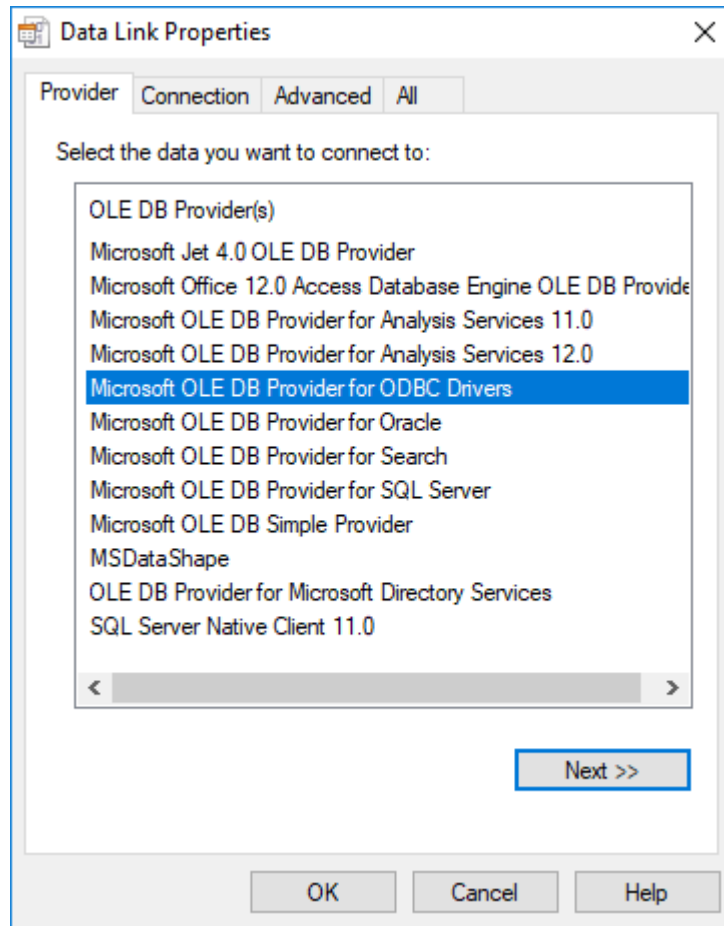 Data Link Properties
Provider Connection Advanced All
Select the data you want to connect to:
OLE DB Provider(s)
Microsoft Jet 4.0 OLE DB Provider
Microsoft Office 12.0 Access Database Engine OLE DB Provide
Microsoft OLE DB Provider for Analysis Services 11.0
Microsoft OLE DB Provider for Analysis Services 12.0
Microsoft OLE DB Provider for ODBC Drivers
Microsoft OLE DB Provider for Oracle
Microsoft OLE DB Provider for Search
Microsoft OLE DB Provider for SQL Server
Microsoft OLE DB Simple Provider
MSDataShape
OLE DB Provider for Microsoft Directory Services
SQL Server Native Client 11.0
Next >>
OK Cancel Help